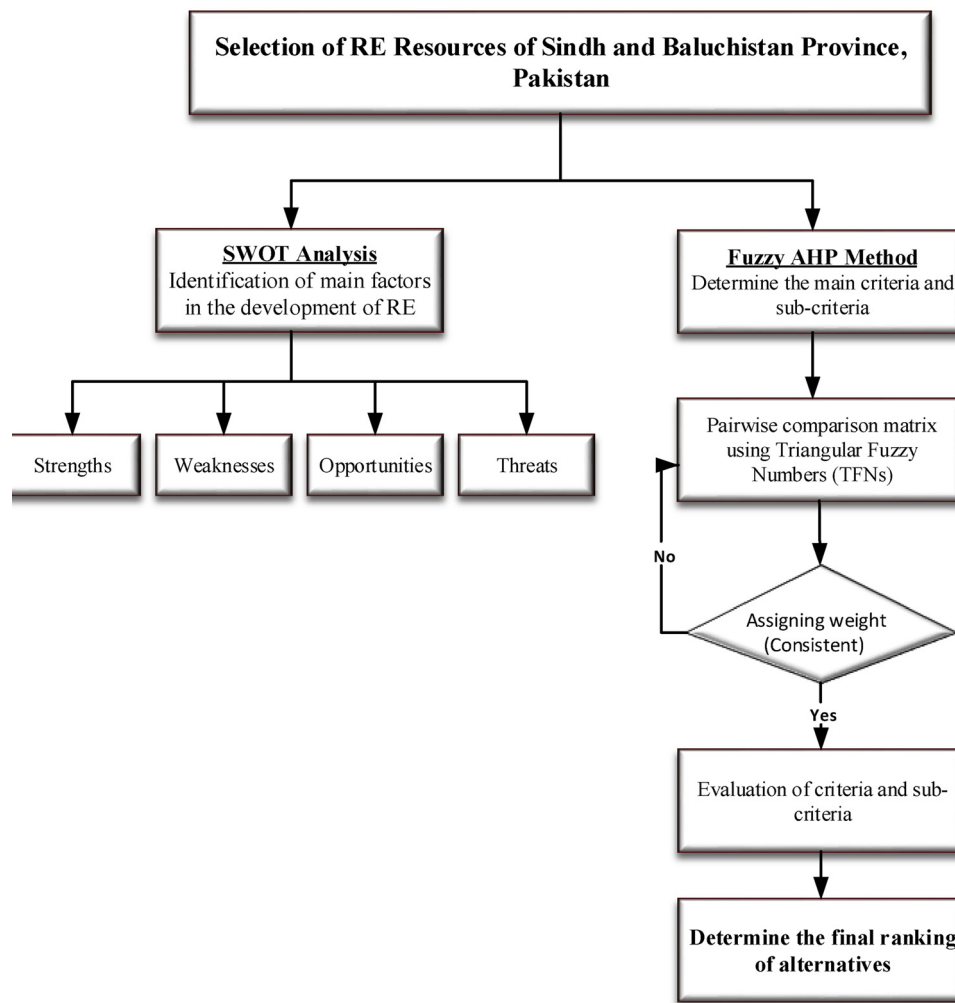 Selection of RE Resources of Sindh and Baluchistan Province,
Pakistan
SWOT Analysis
Identification of main factors
in the development of RE
Strengths
Weaknesses
Opportunities
Threats
Fuzzy AHP Method
Determine the main criteria and
sub-criteria
Pairwise comparison matrix
using Triangular Fuzzy
Numbers (TFNs)
No
Assigning weight
(Consistent)
Yes
Evaluation of criteria and sub-
criteria
Determine the final ranking
of alternatives